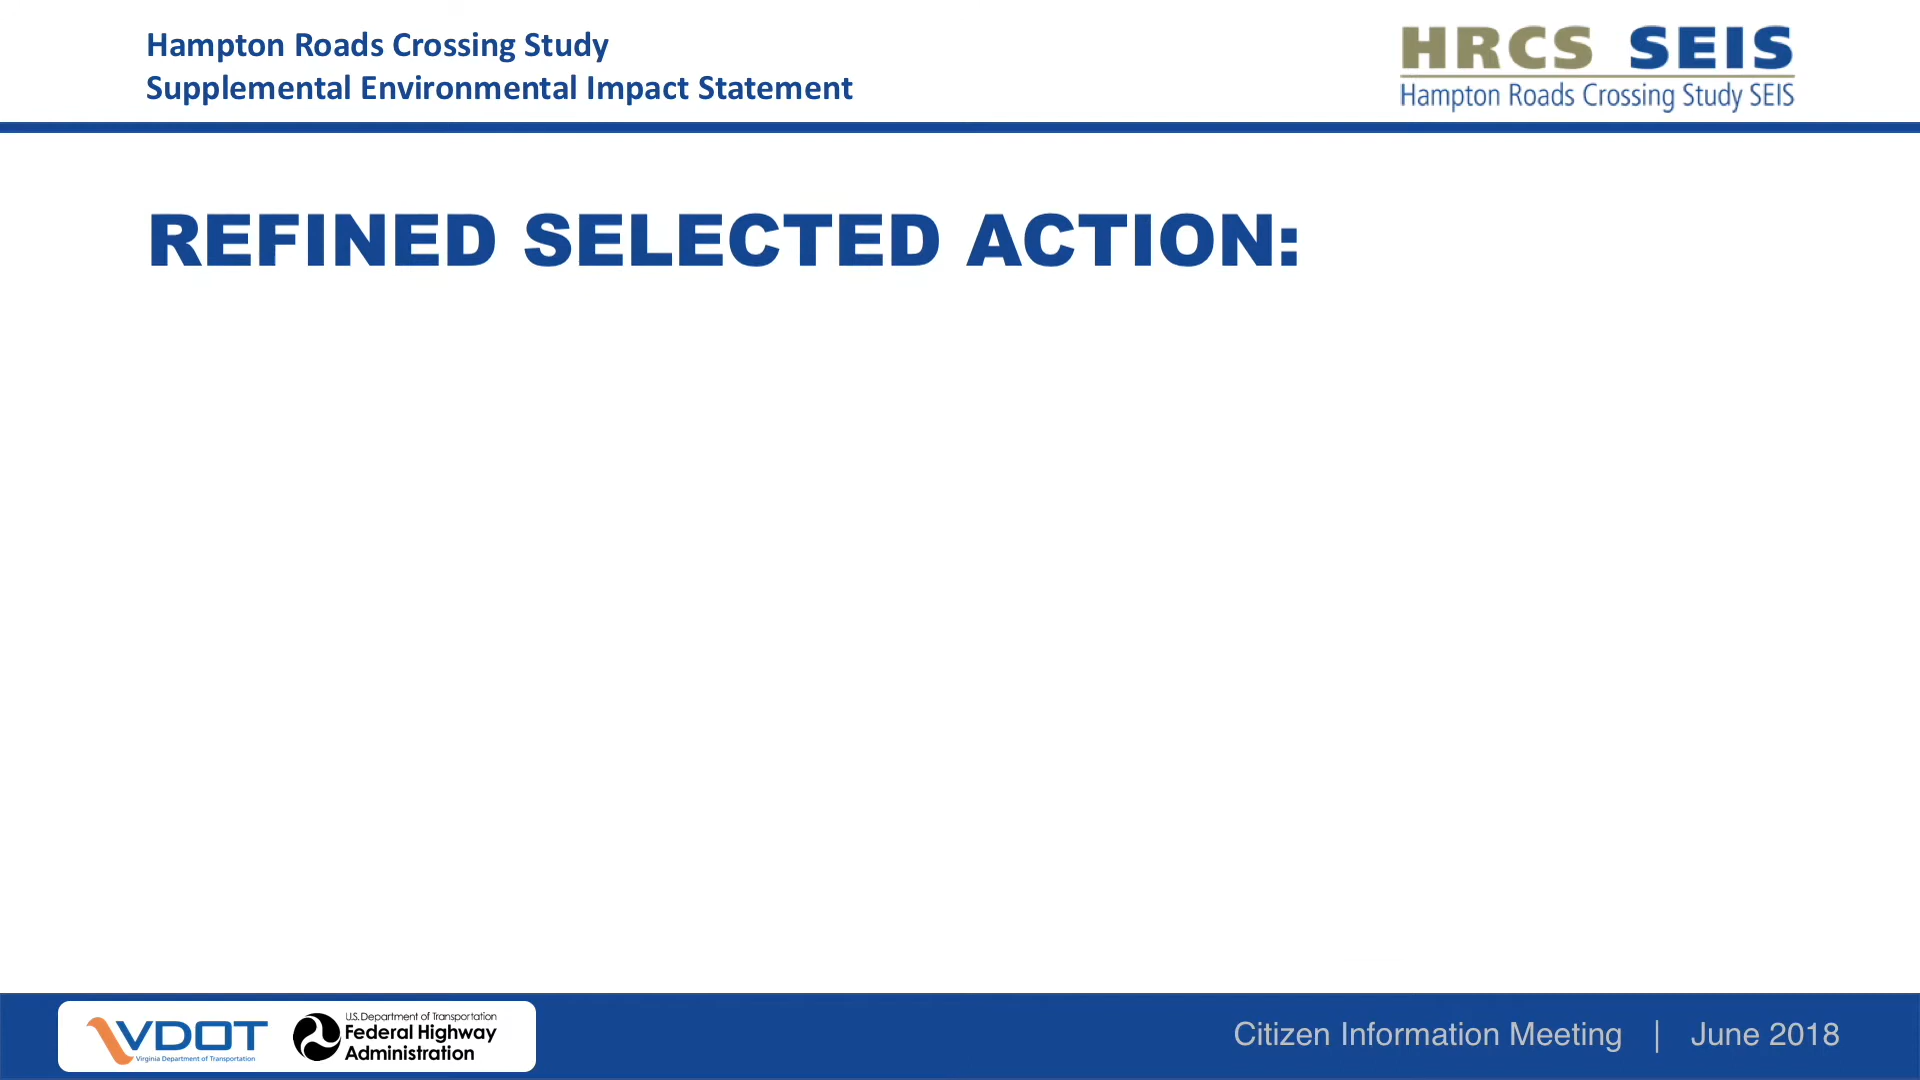 Hampton Roads Crossing Study
Supplemental Environmental Impact Statement
HRCS SEIS
Hampton Roads Crossing Study SEIS
REFINED SELECTED ACTION:
VDOT
Virginia Department of Transportation
U.S. Department of Transportation
Federal Highway
Administration
Citizen Information Meeting | June 2018